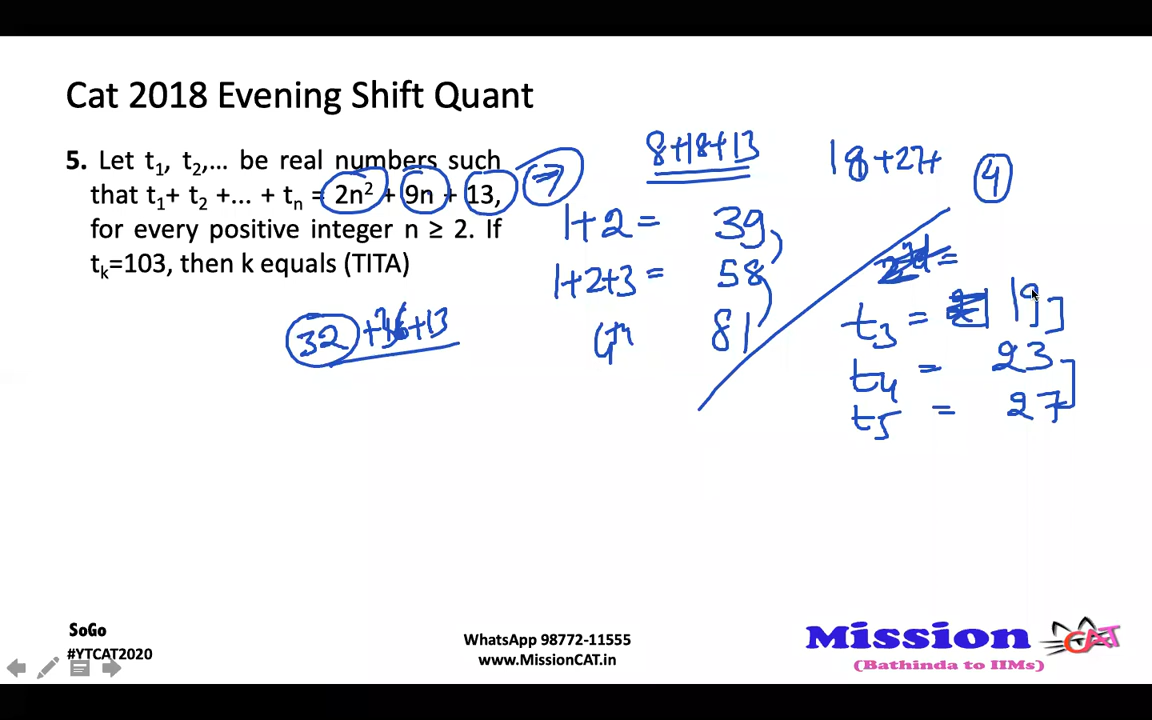 Cat 2018 Evening Shift Quant
5. Let t₁, t₂,... be real numbers such
that t₁+ t₂ +... + tₙ = 2n² + 9n + 13,
for every positive integer n ≥ 2. If
tₖ=103, then k equals (TITA)
8+18+13
1+2 = 39
1+2+3 = 58
81
18+27+
4
t₃ = 19
t₄ = 23
t₅ = 27
32 +36+13
SoGo
#YTCAT2020
WhatsApp 98772-11555
www.MissionCAT.in
Mission CAT
(Bathinda to IIMs)